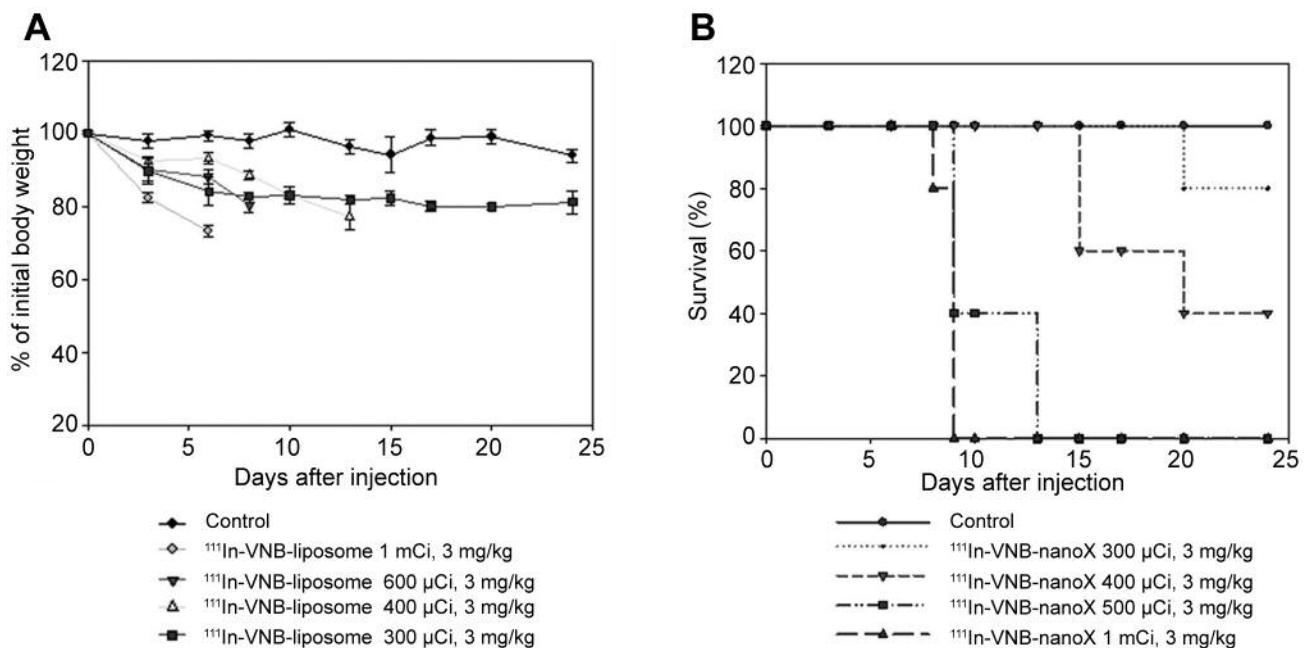 A
120
100
80
60
40
20
% of initial body weight
0 5 10 15 20 25
Days after injection
Control
¹¹¹In-VNB-liposome 1 mCi, 3 mg/kg
¹¹¹In-VNB-liposome 600 µCi, 3 mg/kg
¹¹¹In-VNB-liposome 400 µCi, 3 mg/kg
¹¹¹In-VNB-liposome 300 µCi, 3 mg/kg
B
120
100
80
60
40
20
0
Survival (%)
0 5 10 15 20 25
Days after injection
Control
¹¹¹In-VNB-nanoX 300 µCi, 3 mg/kg
¹¹¹In-VNB-nanoX 400 µCi, 3 mg/kg
¹¹¹In-VNB-nanoX 500 µCi, 3 mg/kg
¹¹¹In-VNB-nanoX 1 mCi, 3 mg/kg